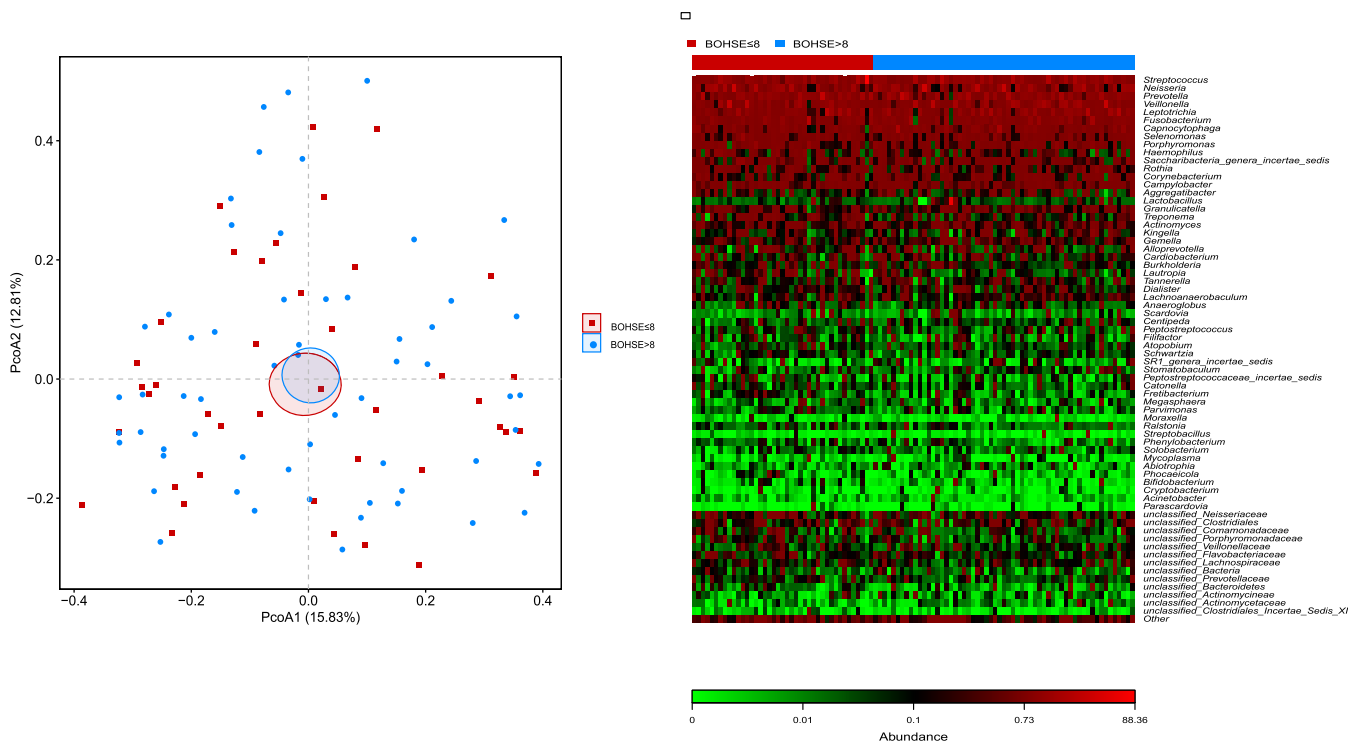 BOHSE≤8 BOHSE>8
0.4
0.2
0.0
−0.2
PcoA2 (12.81%)
−0.4 −0.2 0.0 0.2 0.4
PcoA1 (15.83%)
BOHSE≤8
BOHSE>8
Streptococcus
Neisseria
Prevotella
Veillonella
Leptotrichia
Fusobacterium
Capnocytophaga
Selenomonas
Porphyromonas
Haemophilus
Saccharibacteria_genera_incertae_sedis
Rothia
Corynebacterium
Campylobacter
Aggregatibacter
Lactobacillus
Granulicatella
Treponema
Actinomyces
Kingella
Gemella
Alloprevotella
Cardiobacterium
Burkholderia
Lautropia
Tannerella
Dialister
Lachnoanaerobaculum
Anaeroglobus
Scardovia
Centipeda
Peptostreptococcus
Filifactor
Atopobium
Schwartzia
SR1_genera_incertae_sedis
Stomatobaculum
Peptostreptococcaceae_incertae_sedis
Catonella
Fretibacterium
Megasphaera
Parvimonas
Moraxella
Ralstonia
Streptobacillus
Phenylobacterium
Solobacterium
Mycoplasma
Abiotrophia
Phocaeicola
Bifidobacterium
Cryptobacterium
Acinetobacter
Parascardovia
unclassified_Neisseriaceae
unclassified_Clostridiales
unclassified_Comamonadaceae
unclassified_Porphyromonadaceae
unclassified_Veillonellaceae
unclassified_Flavobacteriaceae
unclassified_Lachnospiraceae
unclassified_Bacteria
unclassified_Prevotellaceae
unclassified_Bacteroidetes
unclassified_Actinomycineae
unclassified_Actinomycetaceae
unclassified_Clostridiales_Incertae_Sedis_XI
Other
0 0.01 0.1 0.73 88.36
Abundance